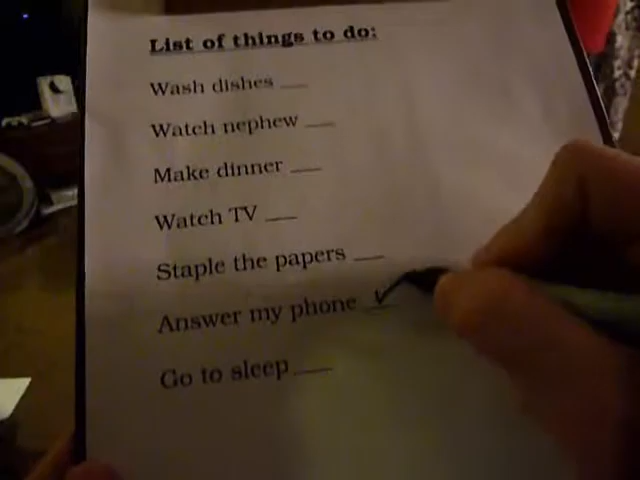 List of things to do:
Wash dishes ___
Watch nephew ___
Make dinner ___
Watch TV ___
Staple the papers ___
Answer my phone ___ ✓
Go to sleep ___